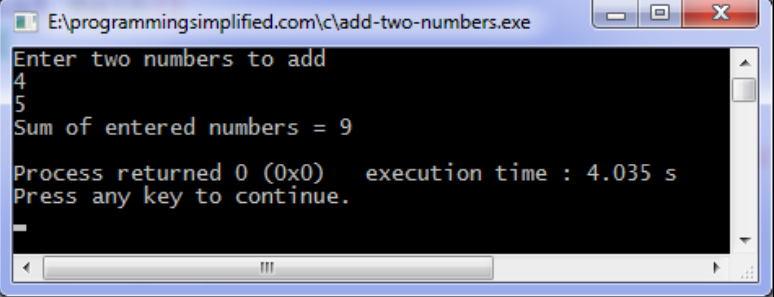 E:\programmingsimplified.com\c\add-two-numbers.exe
Enter two numbers to add
4
5
Sum of entered numbers = 9
Process returned 0 (0x0)   execution time : 4.035 s
Press any key to continue.